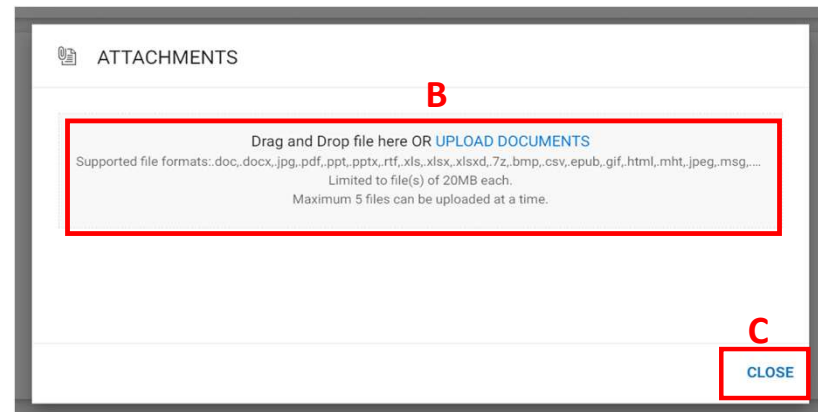 ATTACHMENTS
B
Drag and Drop file here OR UPLOAD DOCUMENTS
Supported file formats:.doc,.docx,.jpg,.pdf,.ppt,.pptx,.rtf,.xls,.xlsx,.xlsxd,.7z,.bmp,.csv,.epub,.gif,.html,.mht,.jpeg,.msg,....
Limited to file(s) of 20MB each.
Maximum 5 files can be uploaded at a time.
C
CLOSE